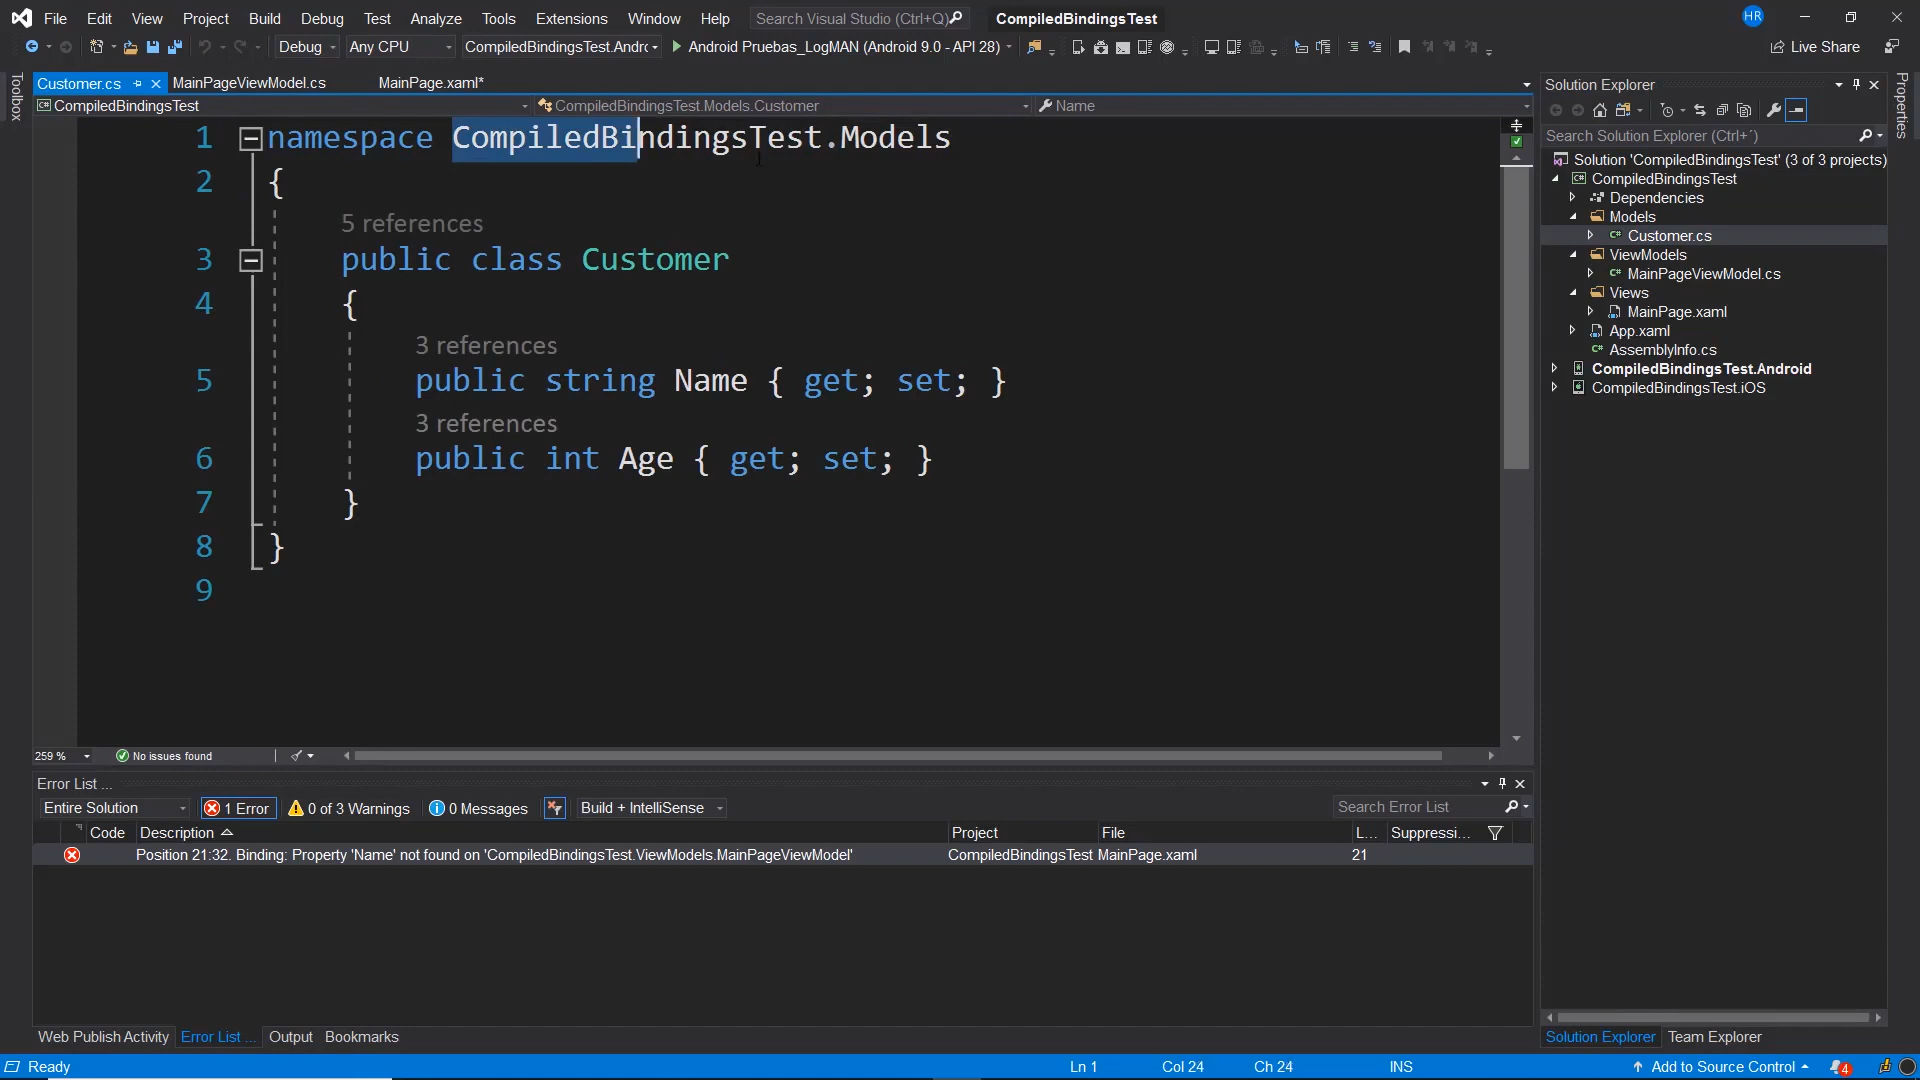 File Edit View Project Build Debug Test Analyze Tools Extensions Window Help Search Visual Studio (Ctrl+Q) CompiledBindingsTest HR
Debug Any CPU CompiledBindingsTest.Andro Android Pruebas_LogMAN (Android 9.0 - API 28) Live Share
Toolbox
Customer.cs MainPageViewModel.cs MainPage.xaml*
CompiledBindingsTest CompiledBindingsTest.Models.Customer Name
1 namespace CompiledBindingsTest.Models
2 {
5 references
3 public class Customer
4 {
3 references
5 public string Name { get; set; }
3 references
6 public int Age { get; set; }
7 }
8 }
9
259 % No issues found
Error List ...
Entire Solution 1 Error 0 of 3 Warnings 0 Messages Build + IntelliSense Search Error List
Code Description Project File L... Suppressi...
Position 21:32. Binding: Property 'Name' not found on 'CompiledBindingsTest.ViewModels.MainPageViewModel' CompiledBindingsTest MainPage.xaml 21
Web Publish Activity Error List ... Output Bookmarks
Solution Explorer
Search Solution Explorer (Ctrl+´)
Solution 'CompiledBindingsTest' (3 of 3 projects)
CompiledBindingsTest
Dependencies
Models
Customer.cs
ViewModels
MainPageViewModel.cs
Views
MainPage.xaml
App.xaml
AssemblyInfo.cs
CompiledBindingsTest.Android
CompiledBindingsTest.iOS
Solution Explorer Team Explorer
Properties
Ready Ln 1 Col 24 Ch 24 INS Add to Source Control 4